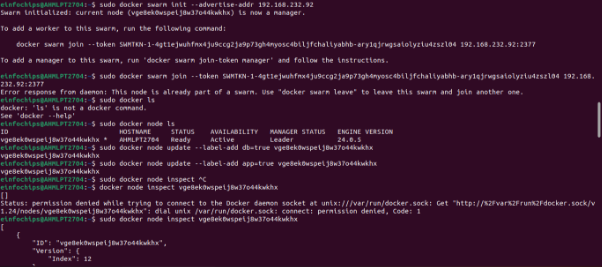 einfochips@AHMLPT2704:~$ sudo docker swarm init --advertise-addr 192.168.232.92
Swarm initialized: current node (vge8ek0wspeij8w37o44kwkhx) is now a manager.
To add a worker to this swarm, run the following command:
docker swarm join --token SWMTKN-1-4gt1ejwuhfmx4ju9ccg2ja9p73gh4myosc4biljfchaliyabhb-ary1qjrwgsaiolyziu4zszl04 192.168.232.92:2377
To add a manager to this swarm, run 'docker swarm join-token manager' and follow the instructions.
einfochips@AHMLPT2704:~$ sudo docker swarm join --token SWMTKN-1-4gt1ejwuhfmx4ju9ccg2ja9p73gh4myosc4biljfchaliyabhb-ary1qjrwgsaiolyziu4zszl04 192.168.
232.92:2377
Error response from daemon: This node is already part of a swarm. Use "docker swarm leave" to leave this swarm and join another one.
einfochips@AHMLPT2704:~$ sudo docker ls
docker: 'ls' is not a docker command.
See 'docker --help'
einfochips@AHMLPT2704:~$ sudo docker node ls
ID HOSTNAME STATUS AVAILABILITY MANAGER STATUS ENGINE VERSION
vge8ek0wspeij8w37o44kwkhx * AHMLPT2704 Ready Active Leader 24.0.5
einfochips@AHMLPT2704:~$ sudo docker node update --label-add db=true vge8ek0wspeij8w37o44kwkhx
vge8ek0wspeij8w37o44kwkhx
einfochips@AHMLPT2704:~$ sudo docker node update --label-add app=true vge8ek0wspeij8w37o44kwkhx
vge8ek0wspeij8w37o44kwkhx
einfochips@AHMLPT2704:~$ sudo docker node inspect ^C
einfochips@AHMLPT2704:~$ docker node inspect vge8ek0wspeij8w37o44kwkhx
[]
Status: permission denied while trying to connect to the Docker daemon socket at unix:///var/run/docker.sock: Get "http://%2Fvar%2Frun%2Fdocker.sock/v
1.24/nodes/vge8ek0wspeij8w37o44kwkhx": dial unix /var/run/docker.sock: connect: permission denied, Code: 1
einfochips@AHMLPT2704:~$ sudo docker node inspect vge8ek0wspeij8w37o44kwkhx
[
{
"ID": "vge8ek0wspeij8w37o44kwkhx",
"Version": {
"Index": 12